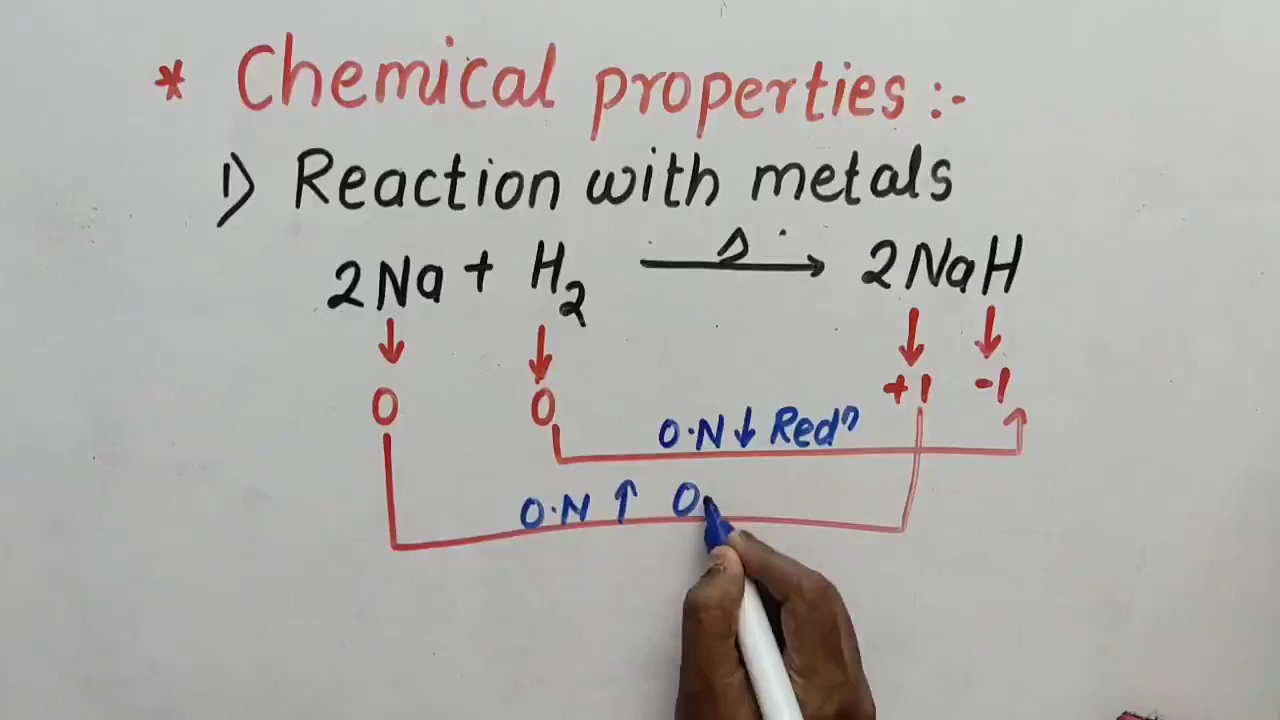 * Chemical properties :-
1) Reaction with metals
2Na + H₂ —Δ→ 2NaH
↓ ↓ ↓ ↓
0 0 +1 -1
O.N ↓ Redⁿ
O.N ↑ O